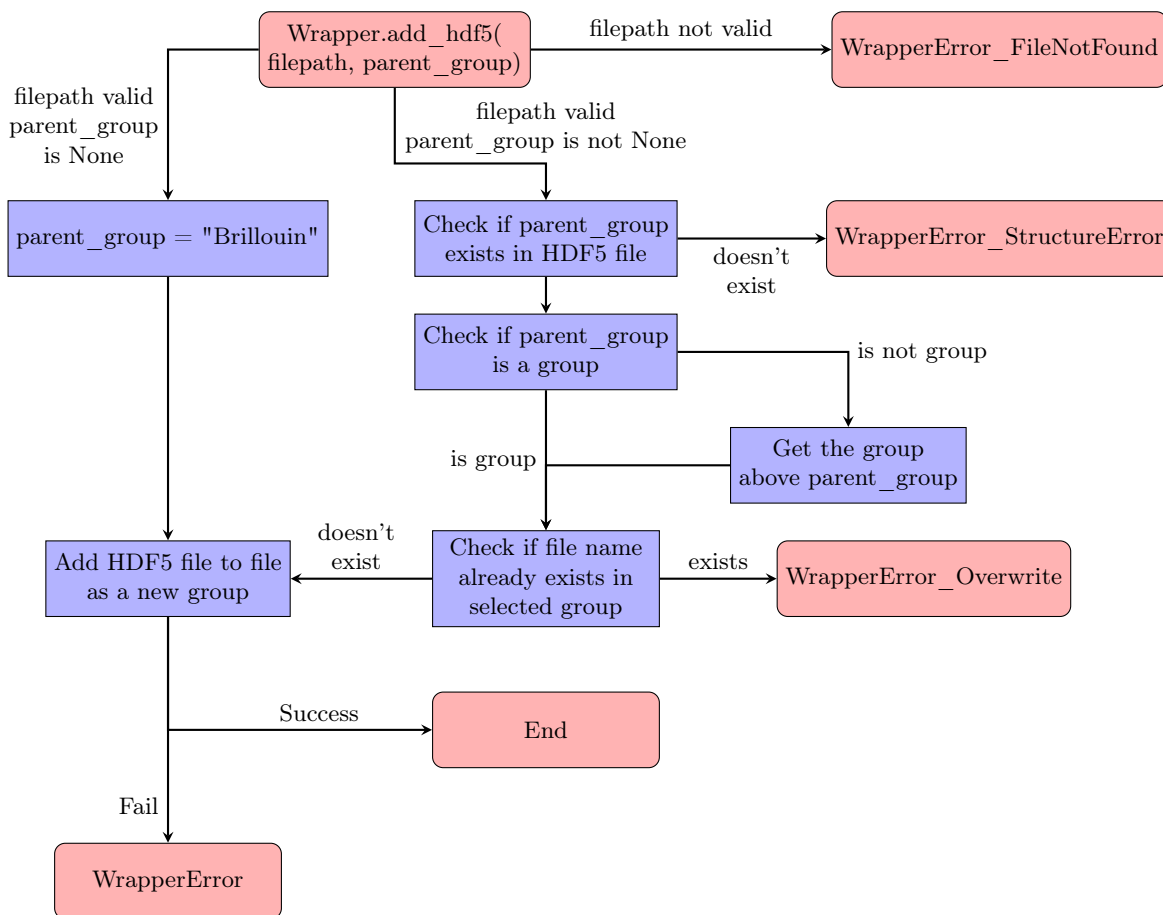 Wrapper.add_hdf5(
filepath, parent_group)
filepath not valid
WrapperError_FileNotFound
filepath valid
parent_group
is None
filepath valid
parent_group is not None
parent_group = "Brillouin"
Check if parent_group
exists in HDF5 file
doesn't
exist
WrapperError_StructureError
Check if parent_group
is a group
is not group
is group
Get the group
above parent_group
Add HDF5 file to file
as a new group
doesn't
exist
Check if file name
already exists in
selected group
exists
WrapperError_Overwrite
Success
End
Fail
WrapperError